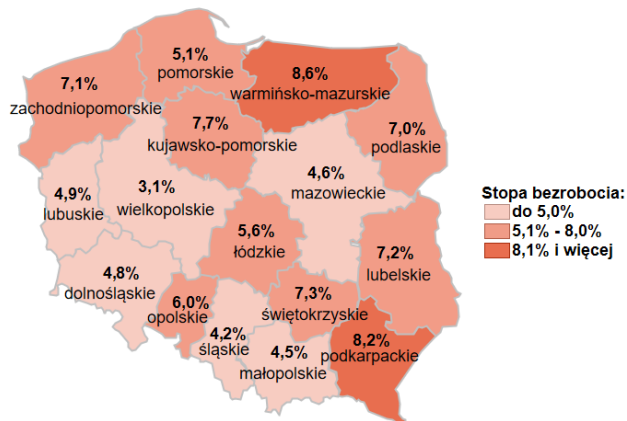 5,1%
pomorskie
8,6%
warmińsko-mazurskie
7,1%
zachodniopomorskie
7,7%
kujawsko-pomorskie
7,0%
podlaskie
4,9%
lubuskie
3,1%
wielkopolskie
4,6%
mazowieckie
5,6%
łódzkie
7,2%
lubelskie
4,8%
dolnośląskie
6,0%
opolskie
4,2%
śląskie
7,3%
świętokrzyskie
4,5%
małopolskie
8,2%
podkarpackie
Stopa bezrobocia:
do 5,0%
5,1% - 8,0%
8,1% i więcej